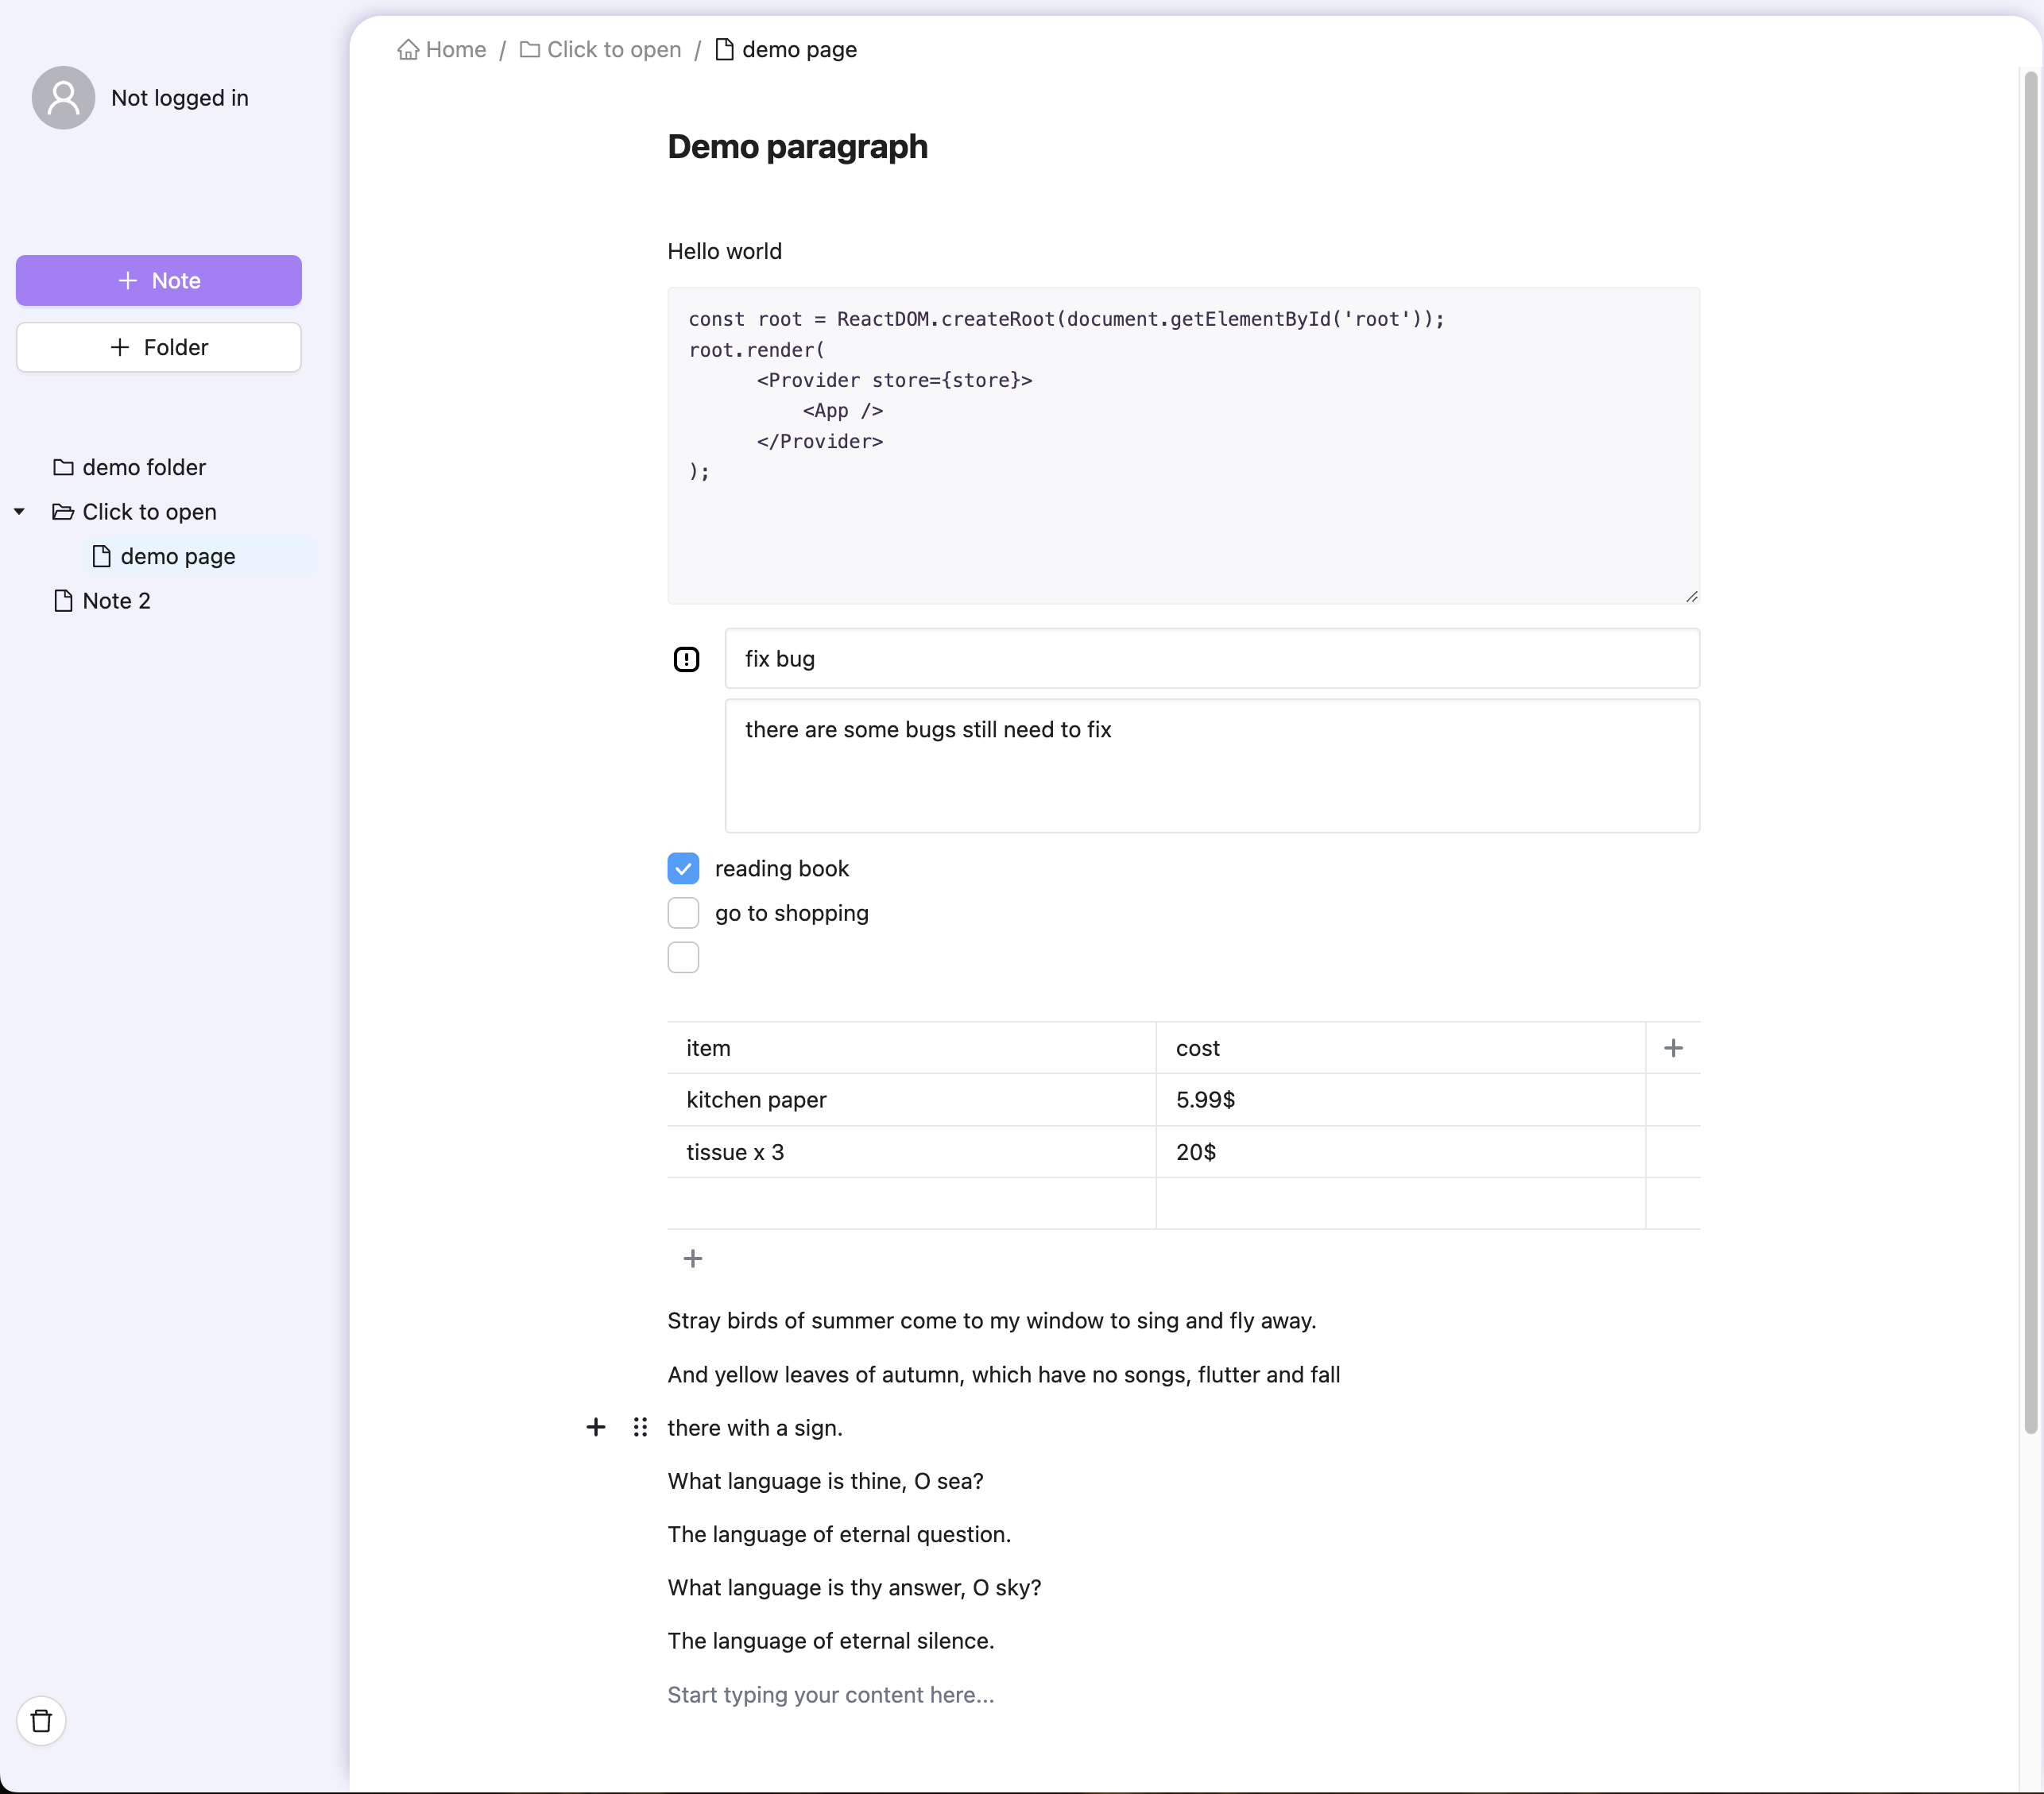 Home / Click to open / demo page
Not logged in
+ Note
+ Folder
demo folder
Click to open
demo page
Note 2
Demo paragraph
Hello world
const root = ReactDOM.createRoot(document.getElementById('root'));
root.render(
      <Provider store={store}>
          <App />
      </Provider>
);
fix bug
there are some bugs still need to fix
reading book
go to shopping
item cost +
kitchen paper 5.99$
tissue x 3 20$
+
Stray birds of summer come to my window to sing and fly away.
And yellow leaves of autumn, which have no songs, flutter and fall
+ there with a sign.
What language is thine, O sea?
The language of eternal question.
What language is thy answer, O sky?
The language of eternal silence.
Start typing your content here...